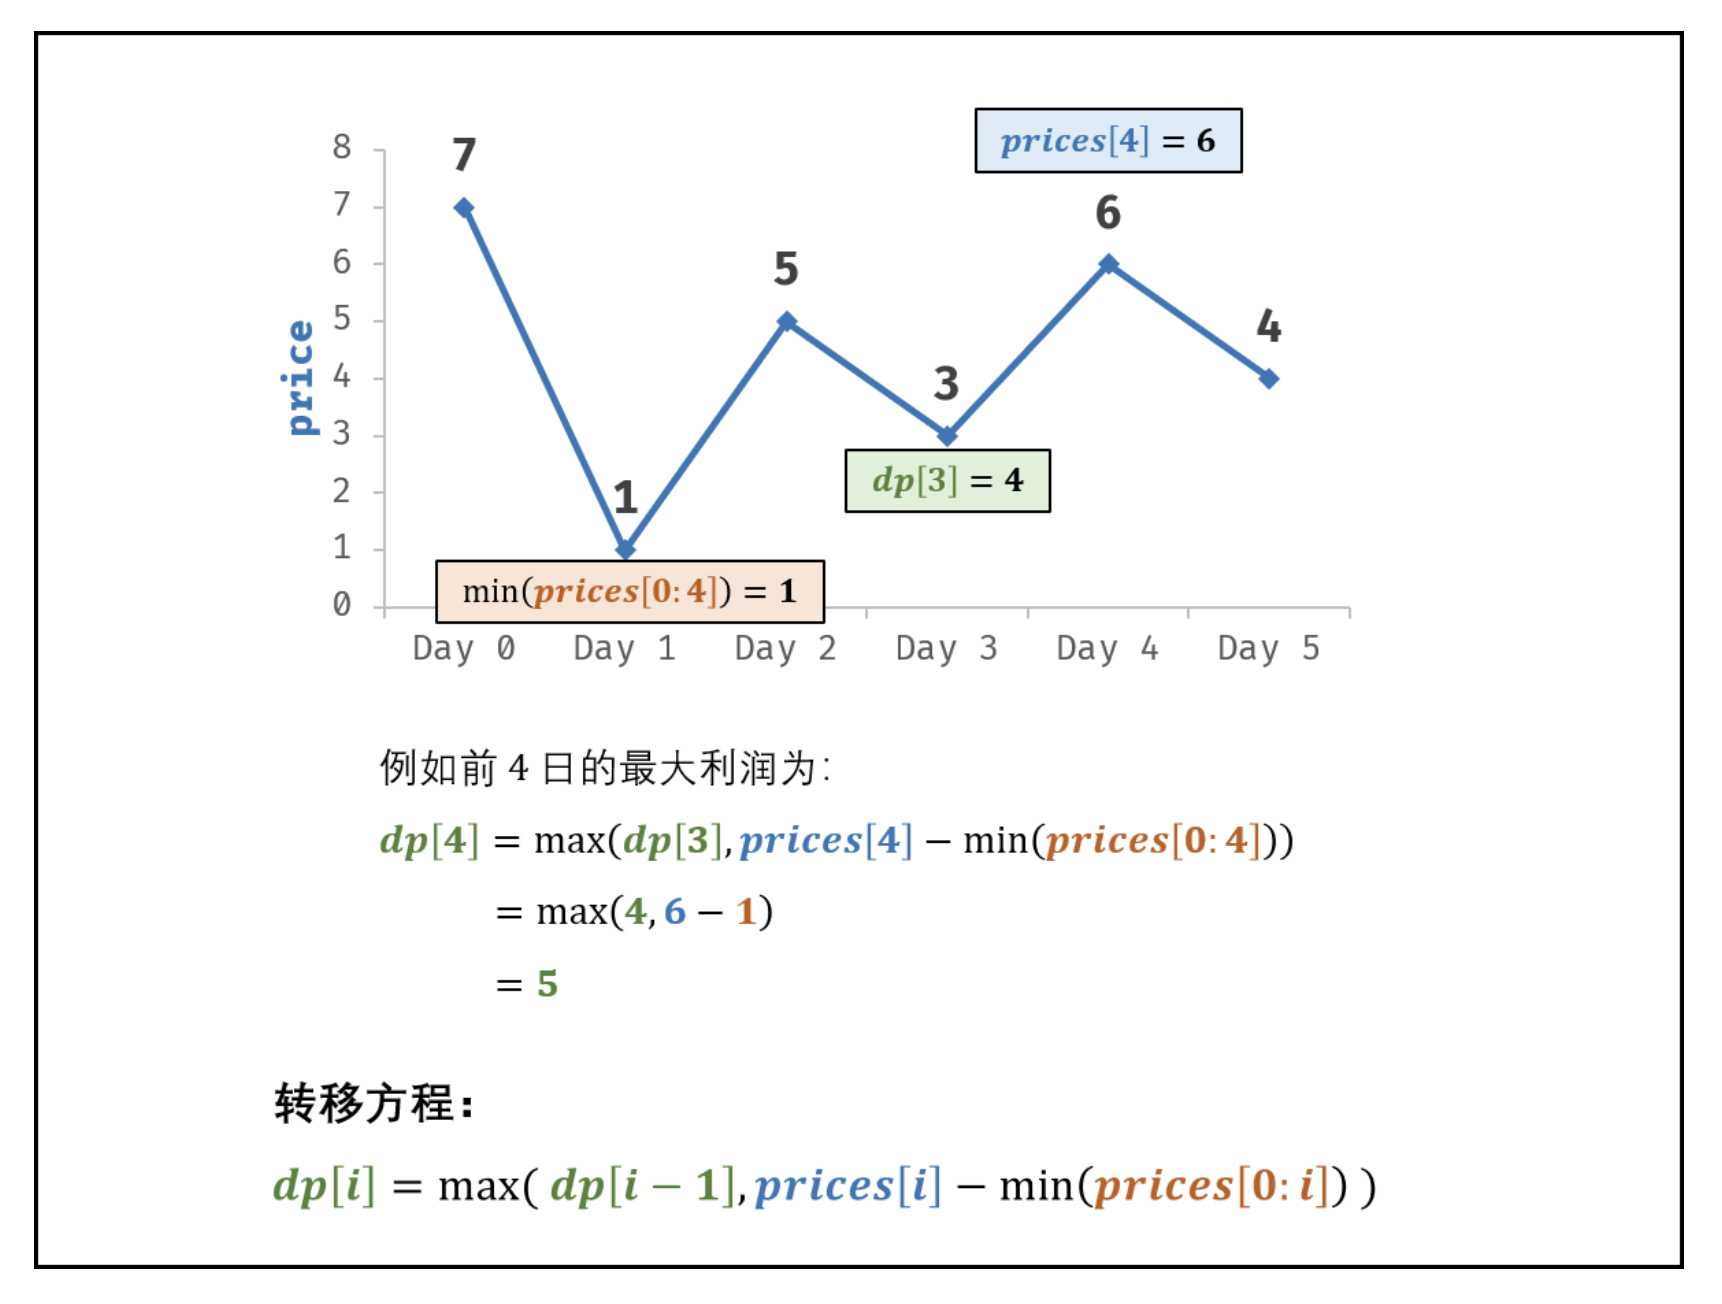 prices[4] = 6
8
7
6
5
4
3
2
1
0
price
7
1
5
3
6
4
dp[3] = 4
min(prices[0:4]) = 1
Day 0 Day 1 Day 2 Day 3 Day 4 Day 5
例如前 4 日的最大利润为：
dp[4] = max(dp[3], prices[4] − min(prices[0:4]))
= max(4, 6 − 1)
= 5
转移方程：
dp[i] = max( dp[i − 1], prices[i] − min(prices[0:i]) )